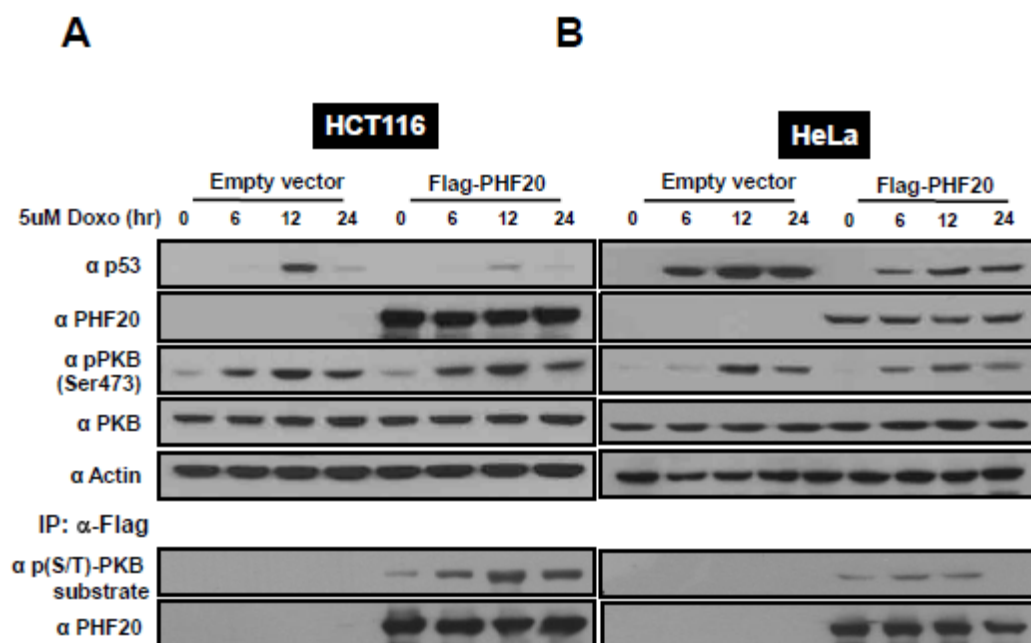 A B
HCT116 HeLa
Empty vector Flag-PHF20 Empty vector Flag-PHF20
5uM Doxo (hr) 0 6 12 24 0 6 12 24 0 6 12 24 0 6 12 24
α p53
α PHF20
α pPKB
(Ser473)
α PKB
α Actin
IP: α-Flag
α p(S/T)-PKB
substrate
α PHF20